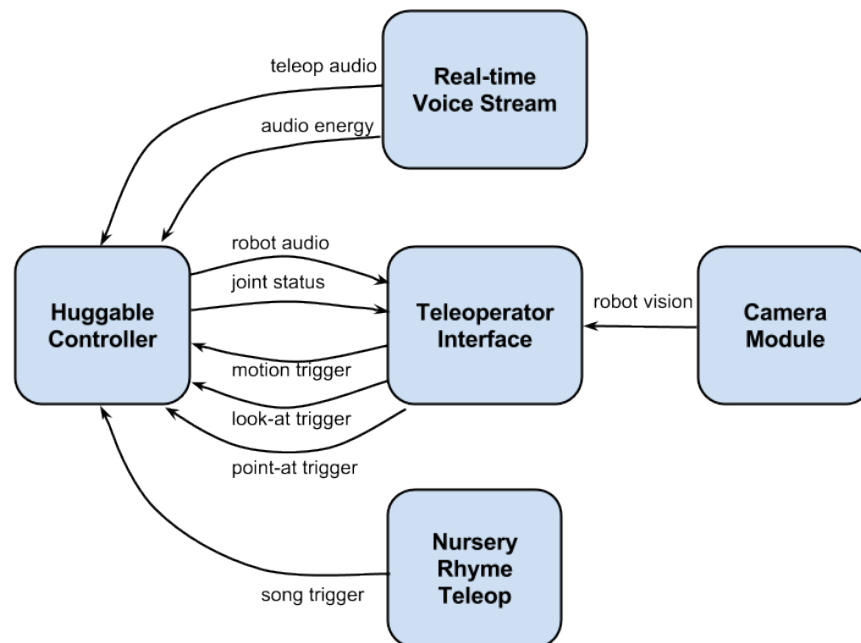 teleop audio
Real-time
Voice Stream
audio energy
robot audio
joint status
Huggable
Controller
Teleoperator
Interface
robot vision
Camera
Module
motion trigger
look-at trigger
point-at trigger
Nursery
Rhyme
Teleop
song trigger